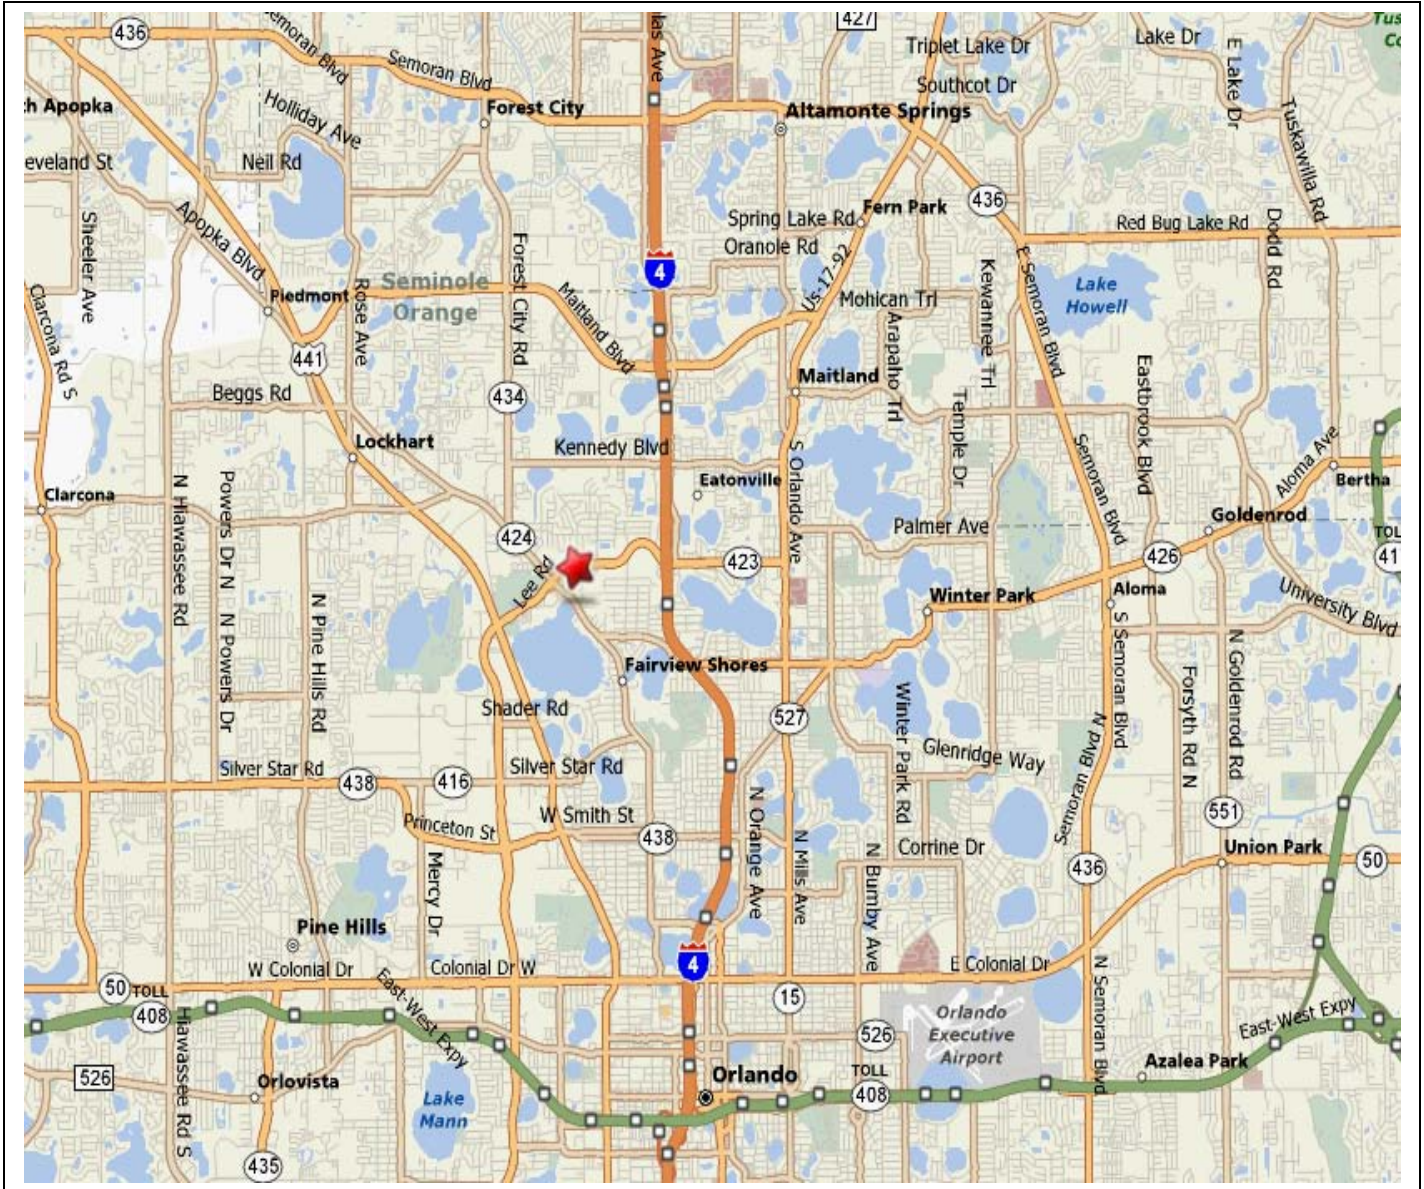 427
436
Semoran Blvd
Semoran Blvd
las Ave
Triplet Lake Dr
Lake Dr
E Lake Dr
Tus
Co
Southcot Dr
h Apopka
Holliday Ave
Forest City
Altamonte Springs
Tuskawilla Rd
eveland St
Neil Rd
436
Sheeler Ave
Apopka Blvd
Spring Lake Rd
Fern Park
Red Bug Lake Rd
Dodd Rd
Oranole Rd
Forest City Rd
4
Us-17-92
Kewannee Trl
E Semoran Blvd
Lake
Howell
Seminole
Orange
Piedmont
Rose Ave
Maitland Blvd
Mohican Trl
Arapaho Trl
Clarcona Rd S
441
Beggs Rd
434
Maitland
Temple Dr
Eastbrook Blvd
Lockhart
Kennedy Blvd
S Orlando Ave
Semoran Blvd
Aloma Ave
Eatonville
Bertha
Clarcona
N Hiawassee Rd
Powers Dr N
Palmer Ave
Goldenrod
424
TOL
41
426
423
Lee Rd
Winter Park
Aloma
University Blvd
N Pine Hills Rd
N Powers Dr
S Semoran Blvd
N Goldenrod Rd
Fairview Shores
Forsyth Rd N
Shader Rd
527
Winter Park Rd
Glenridge Way
Semoran Blvd N
Silver Star Rd
438
416
Silver Star Rd
N Orange Ave
551
Princeton St
W Smith St
438
N Mills Ave
Corrine Dr
Union Park
50
Mercy Dr
N Bumby Ave
436
Pine Hills
W Colonial Dr
Colonial Dr W
4
E Colonial Dr
N Semoran Blvd
50
TOLL
408
East-West Expy
15
Orlando
Executive
Airport
526
East-West Expy
Hiawassee Rd S
526
Orlovista
Lake
Mann
Orlando
TOLL
408
Azalea Park
435